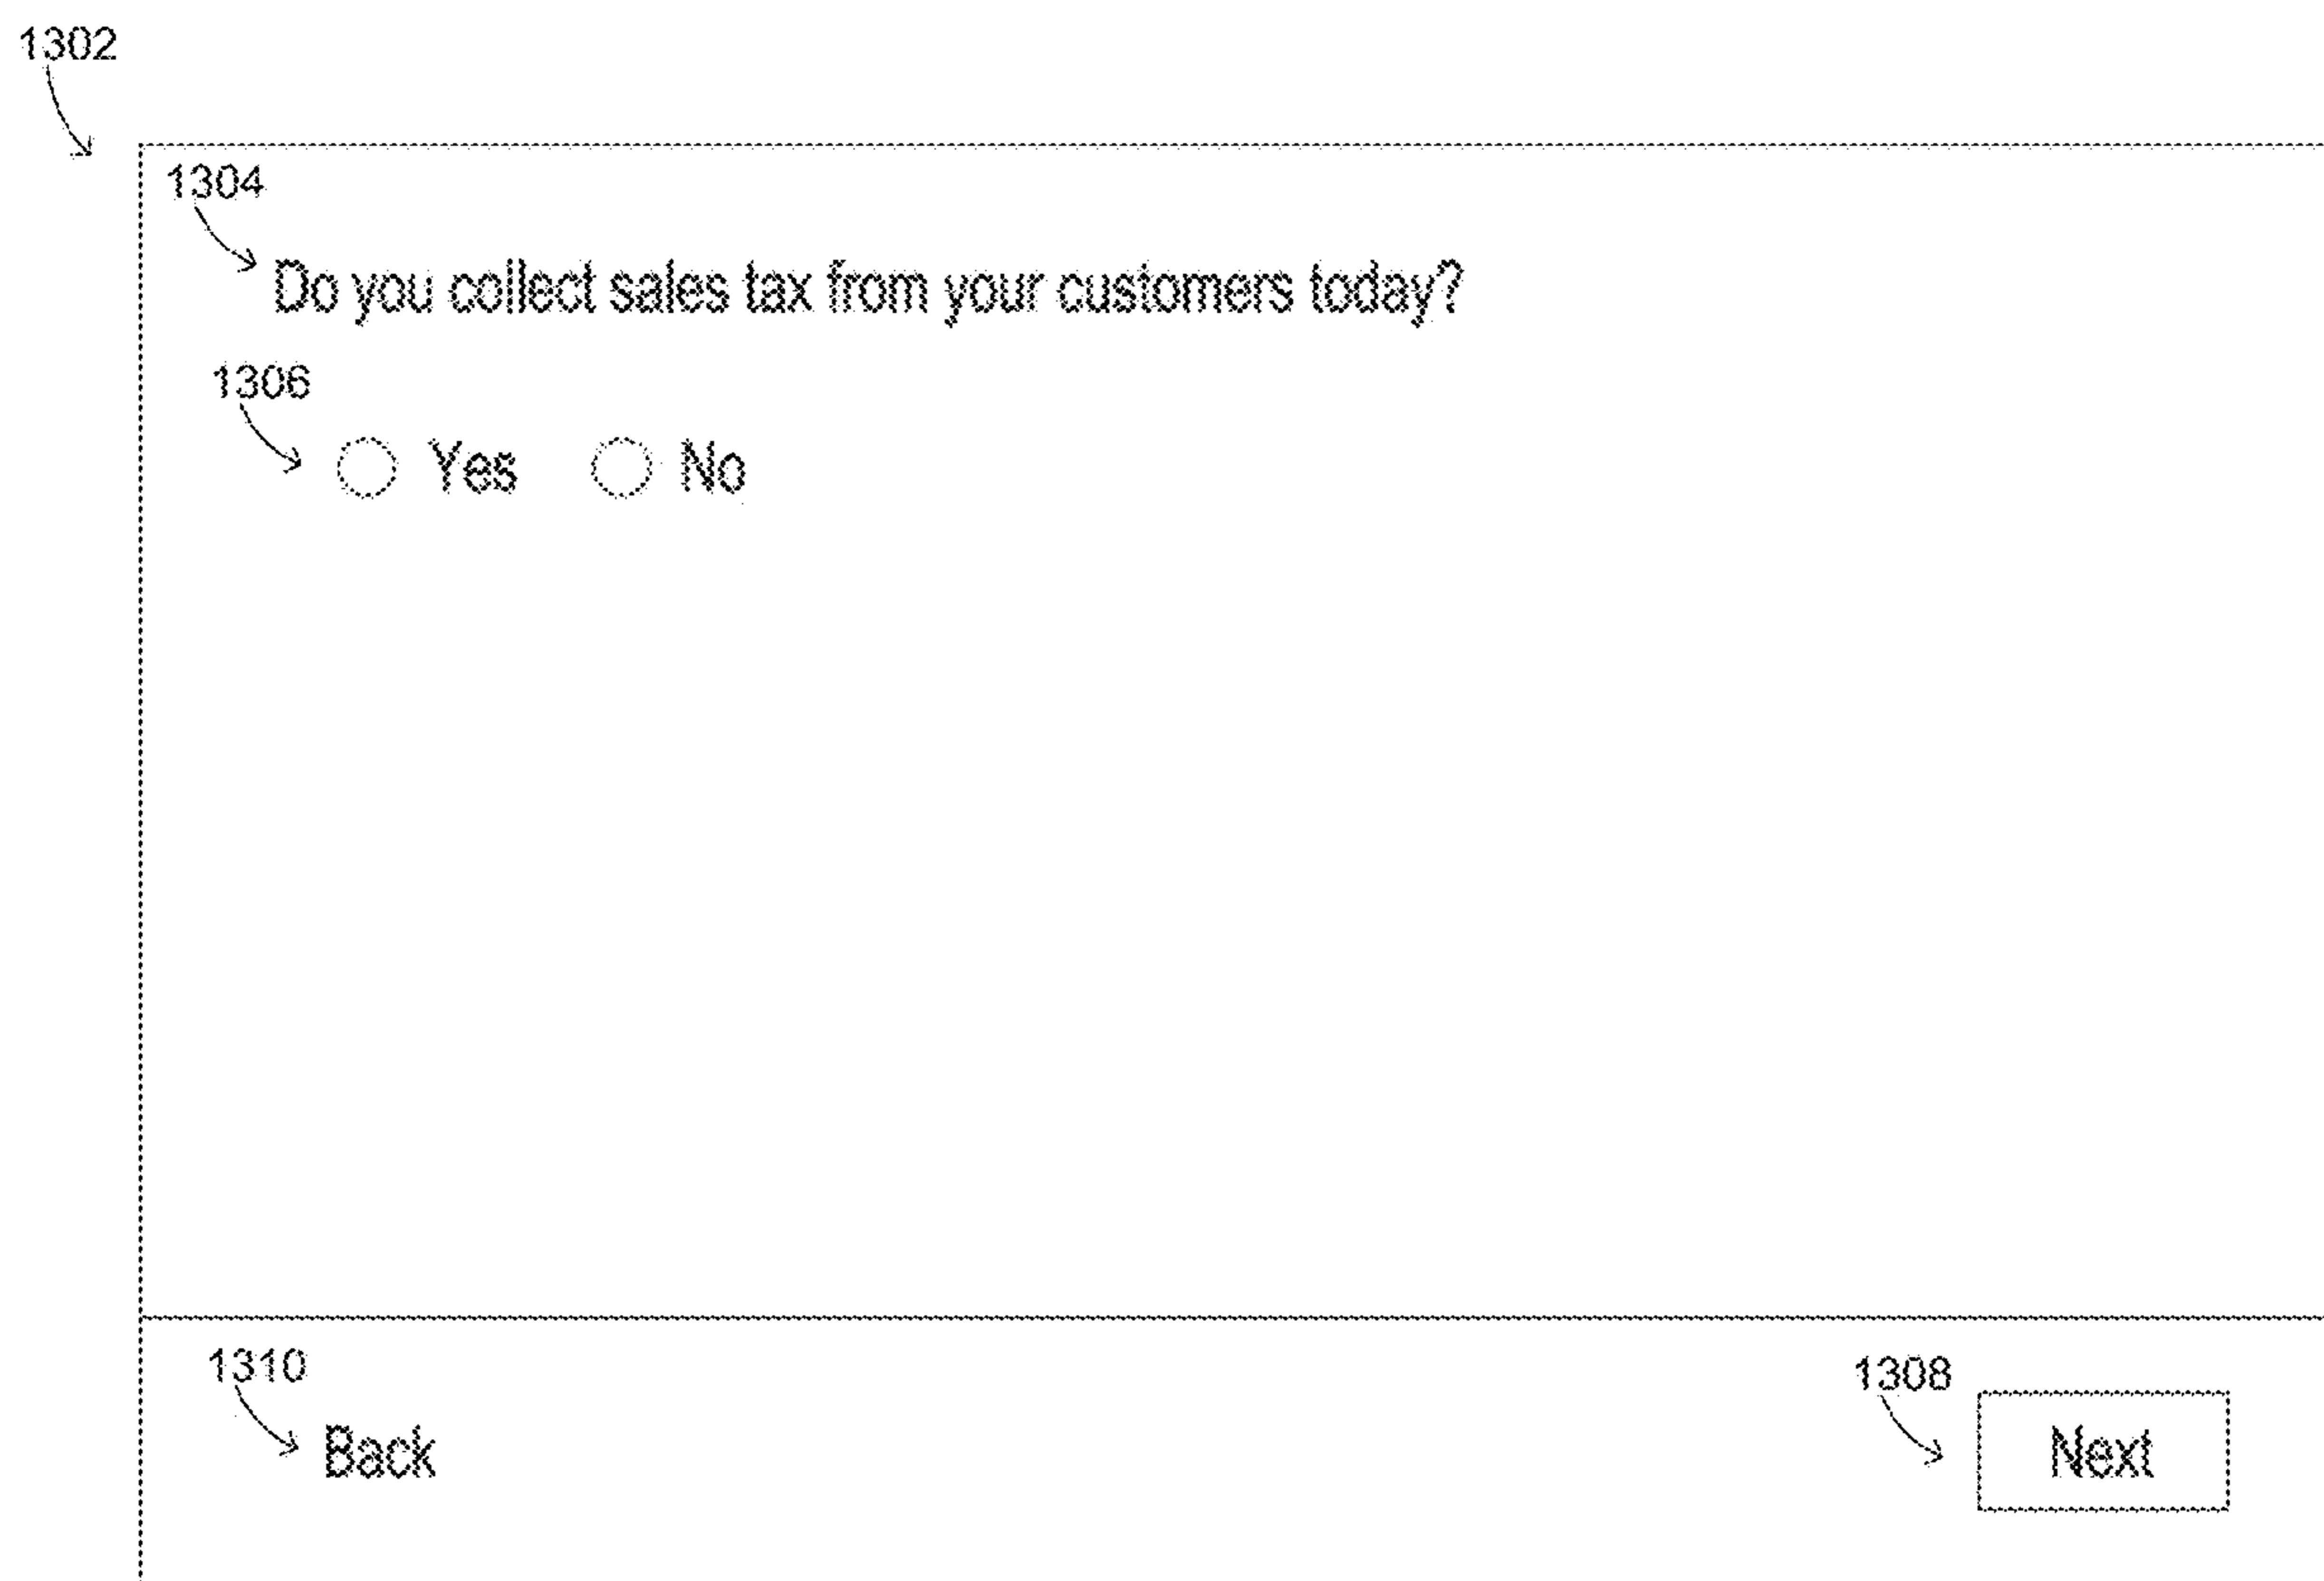 1302
1304
Do you collect sales tax from your customers today?
1306
Yes No
1310
1308
Back
Next